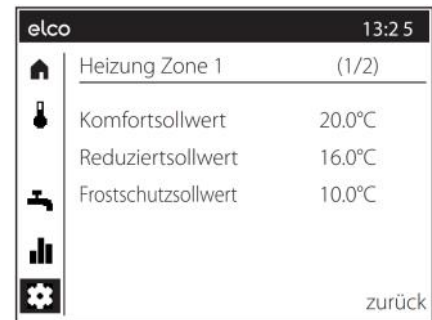 elco 13:25
Heizung Zone 1 (1/2)
Komfortsollwert 20.0°C
Reduziertsollwert 16.0°C
Frostschutzsollwert 10.0°C
zurück